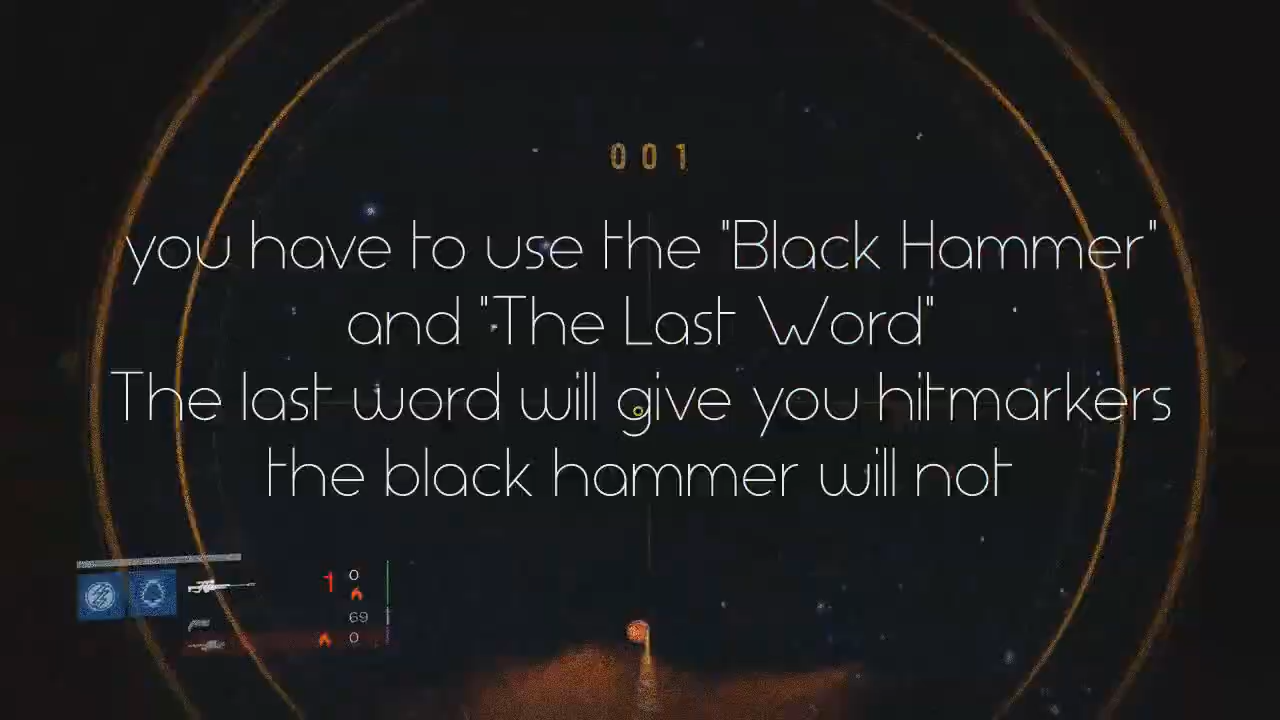 001
you have to use the "Black Hammer"
and "The Last Word"
The last word will give you hitmarkers
the black hammer will not
1 0
69
0